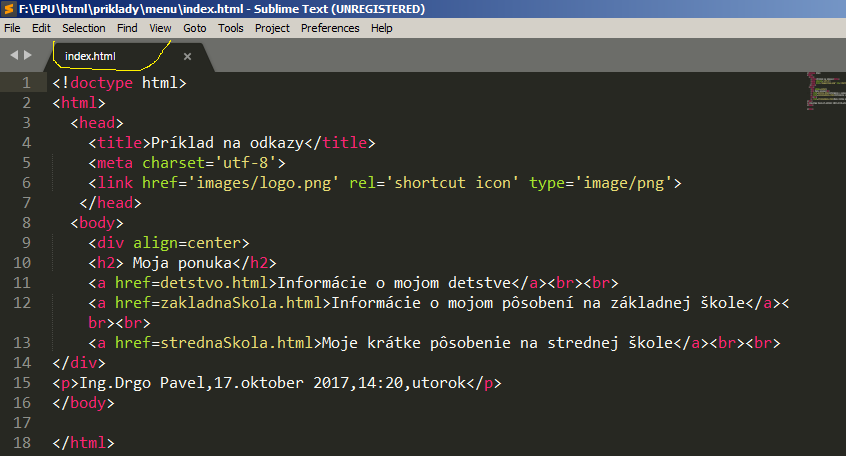 F:\EPU\html\priklady\menu\index.html - Sublime Text (UNREGISTERED)
File Edit Selection Find View Goto Tools Project Preferences Help
index.html ×
1 <!doctype html>
2 <html>
3 <head>
4 <title>Príklad na odkazy</title>
5 <meta charset='utf-8'>
6 <link href='images/logo.png' rel='shortcut icon' type='image/png'>
7 </head>
8 <body>
9 <div align=center>
10 <h2> Moja ponuka</h2>
11 <a href=detstvo.html>Informácie o mojom detstve</a><br><br>
12 <a href=zakladnaSkola.html>Informácie o mojom pôsobení na základnej škole</a><
br><br>
13 <a href=strednaSkola.html>Moje krátke pôsobenie na strednej škole</a><br><br>
14 </div>
15 <p>Ing.Drgo Pavel,17.oktober 2017,14:20,utorok</p>
16 </body>
17
18 </html>